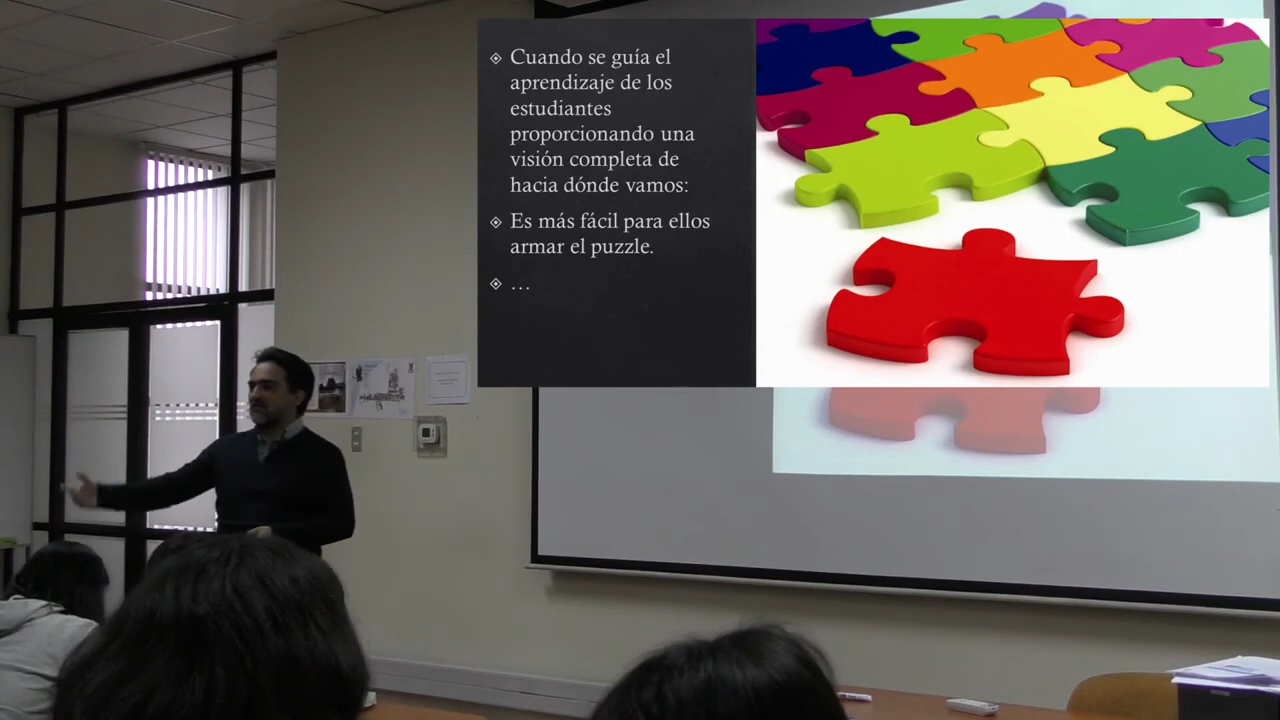 Cuando se guía el
aprendizaje de los
estudiantes
proporcionando una
visión completa de
hacia dónde vamos:
Es más fácil para ellos
armar el puzzle.
…